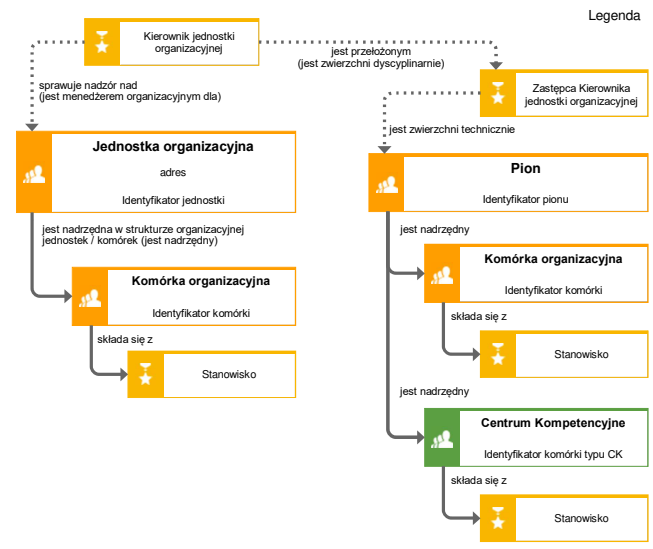 Legenda
Kierownik jednostki
organizacyjnej
jest przełożonym
(jest zwierzchni dyscyplinarnie)
sprawuje nadzór nad
(jest menedżerem organizacyjnym dla)
Zastępca Kierownika
jednostki organizacyjnej
jest zwierzchni technicznie
Jednostka organizacyjna
adres
Identyfikator jednostki
Pion
Identyfikator pionu
jest nadrzędna w strukturze organizacyjnej
jednostek / komórek (jest nadrzędny)
jest nadrzędny
Komórka organizacyjna
Identyfikator komórki
Komórka organizacyjna
Identyfikator komórki
składa się z
Stanowisko
składa się z
Stanowisko
jest nadrzędny
Centrum Kompetencyjne
Identyfikator komórki typu CK
składa się z
Stanowisko